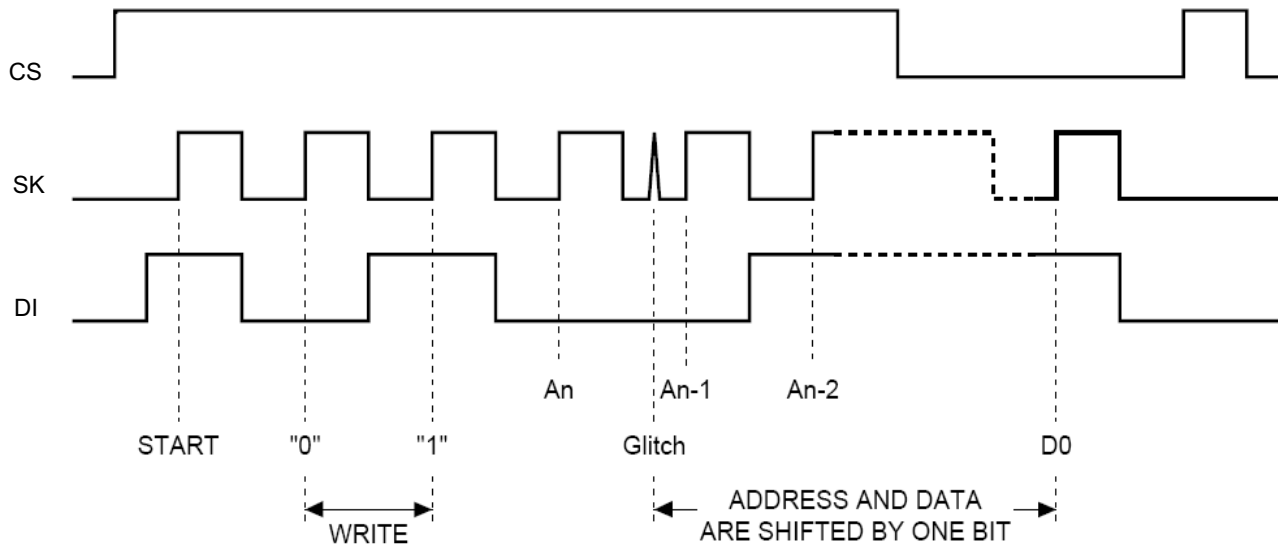 CS
SK
DI
An
An-1
An-2
START
"0"
"1"
Glitch
D0
WRITE
ADDRESS AND DATA
ARE SHIFTED BY ONE BIT